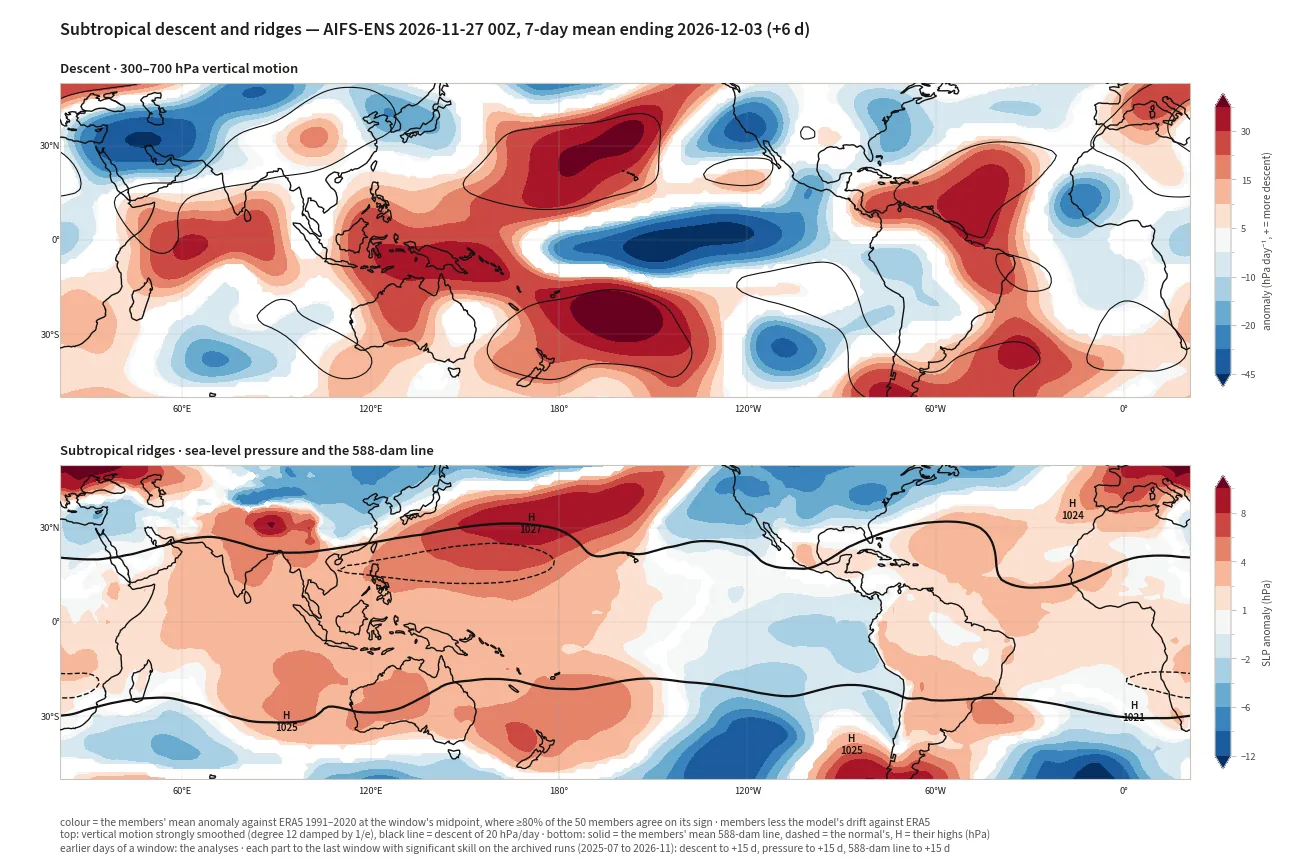 Subtropical descent and ridges — AIFS-ENS 2026-11-27 00Z, 7-day mean ending 2026-12-03 (+6 d)
Descent · 300–700 hPa vertical motion
30°N
0°
30°S
60°E 120°E 180° 120°W 60°W 0°
30
15
5
−10
−20
−45
anomaly (hPa day⁻¹, + = more descent)
Subtropical ridges · sea-level pressure and the 588-dam line
H
1024
H
1027
30°N
0°
30°S
H
1025
H
1021
H
1025
60°E 120°E 180° 120°W 60°W 0°
8
4
1
−2
−6
−12
SLP anomaly (hPa)
colour = the members' mean anomaly against ERA5 1991–2020 at the window's midpoint, where ≥80% of the 50 members agree on its sign · members less the model's drift against ERA5
top: vertical motion strongly smoothed (degree 12 damped by 1/e), black line = descent of 20 hPa/day · bottom: solid = the members' mean 588-dam line, dashed = the normal's, H = their highs (hPa)
earlier days of a window: the analyses · each part to the last window with significant skill on the archived runs (2025-07 to 2026-11): descent to +15 d, pressure to +15 d, 588-dam line to +15 d